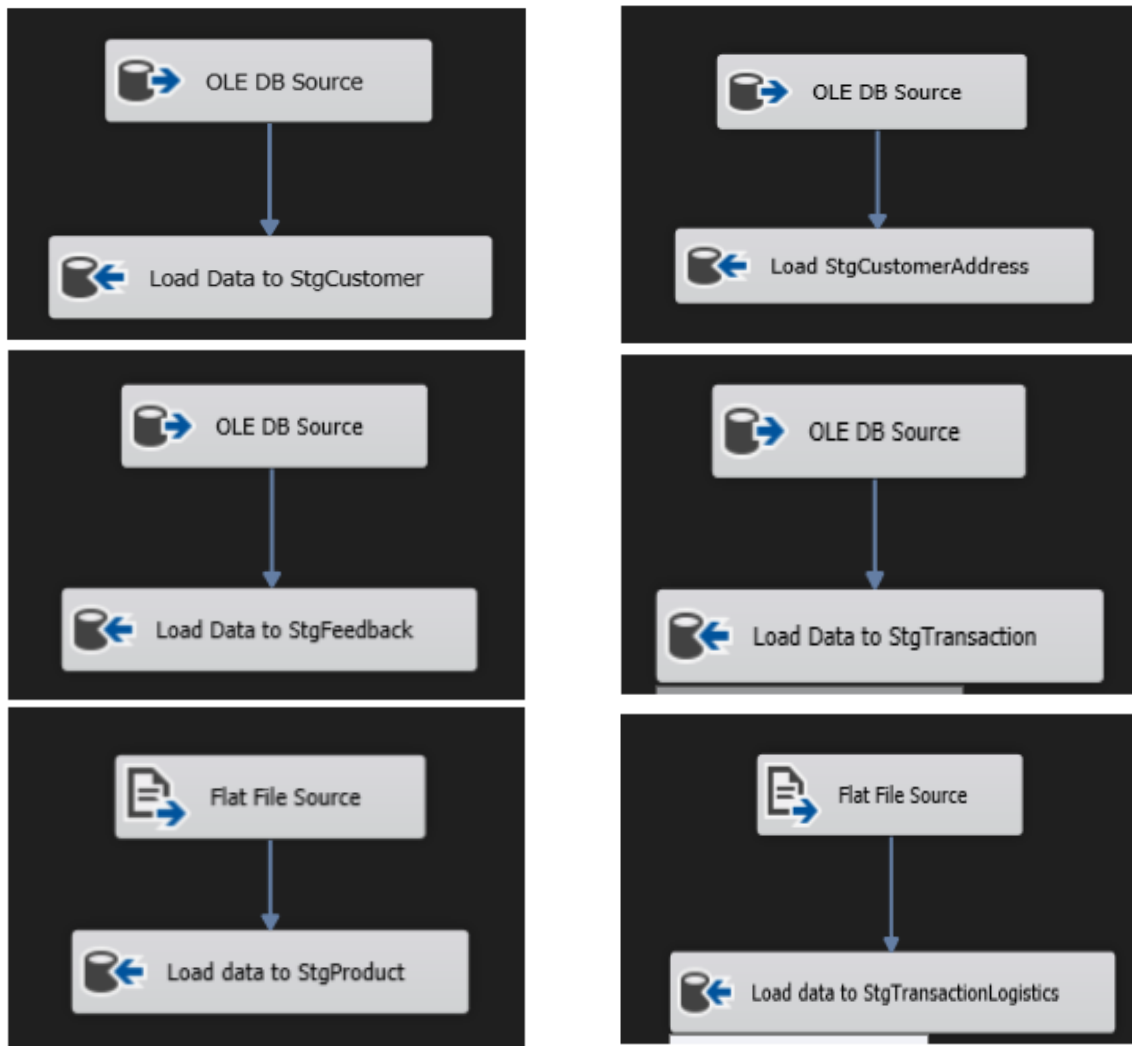 OLE DB Source
Load Data to StgCustomer
OLE DB Source
Load StgCustomerAddress
OLE DB Source
Load Data to StgFeedback
OLE DB Source
Load Data to StgTransaction
Flat File Source
Load data to StgProduct
Flat File Source
Load data to StgTransactionLogistics